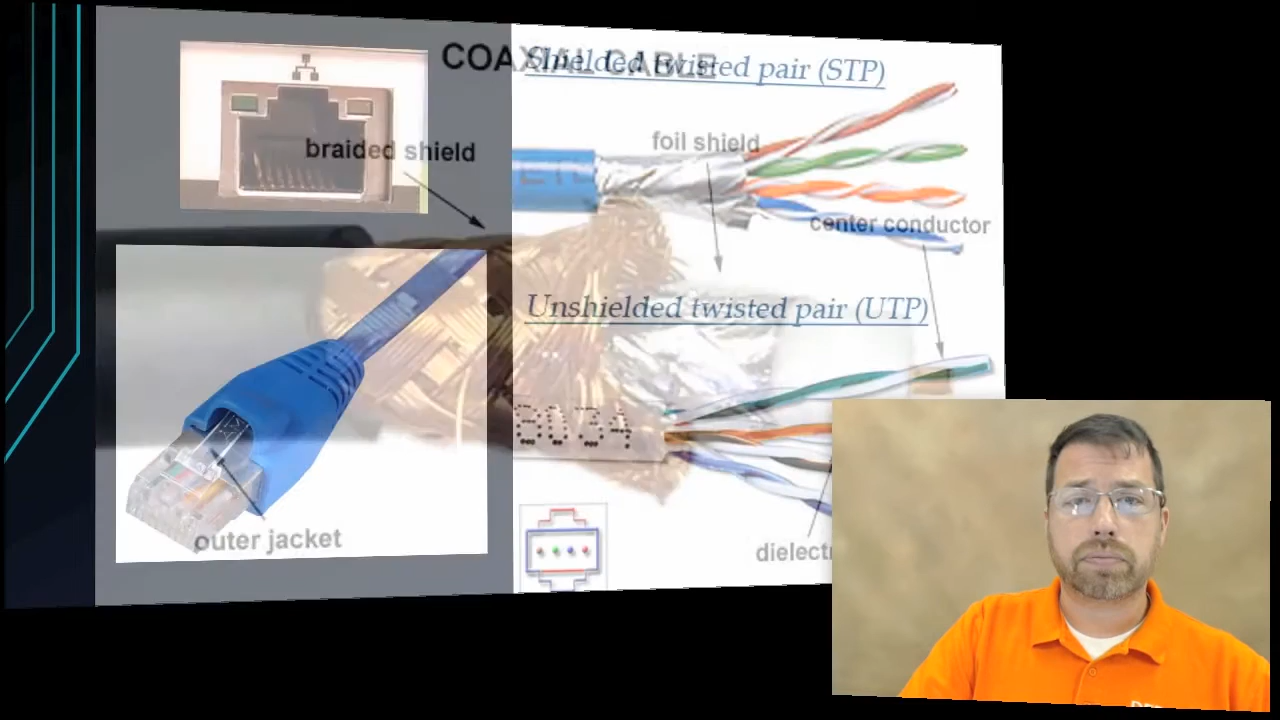 COAXIAL CABLE
Shielded twisted pair (STP)
braided shield
foil shield
center conductor
Unshielded twisted pair (UTP)
8034
outer jacket